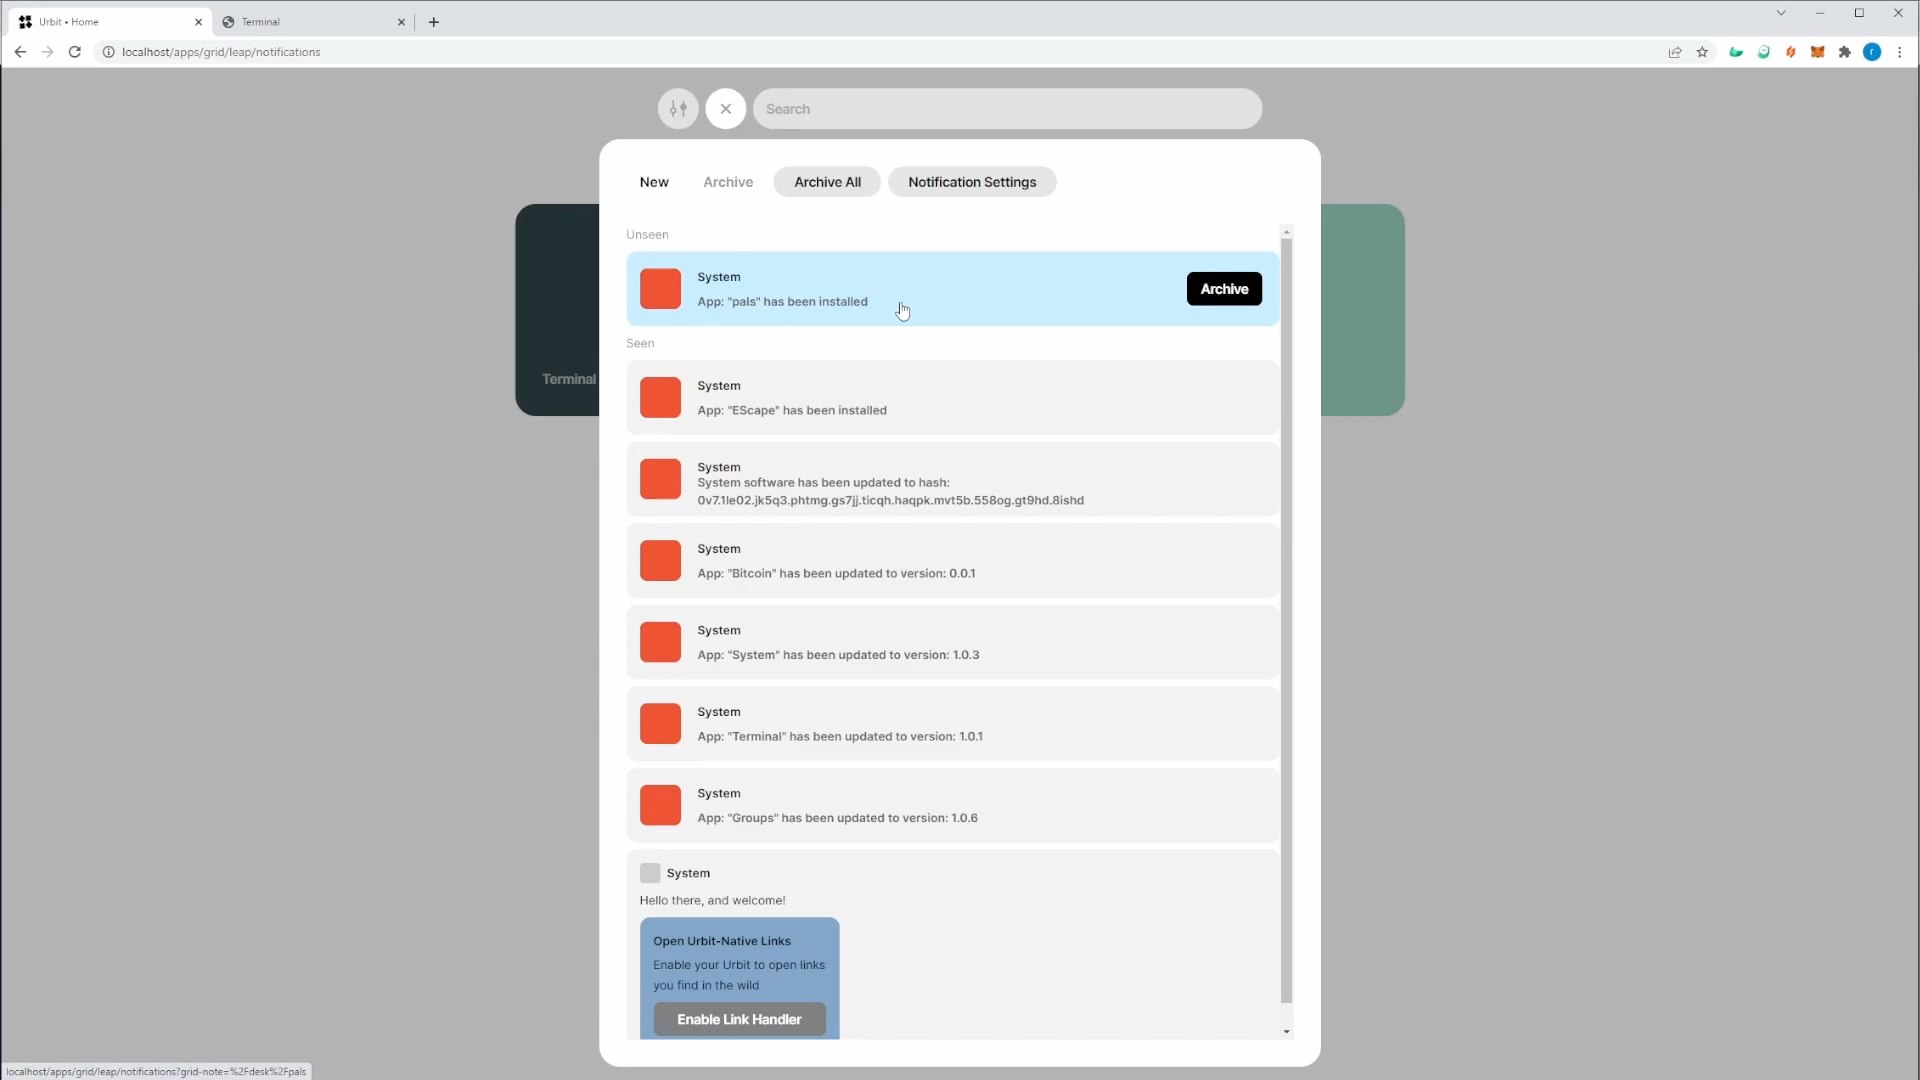 Urbit • Home
Terminal
localhost/apps/grid/leap/notifications
r
Search
New
Archive
Archive All
Notification Settings
Unseen
System
App: "pals" has been installed
Archive
Seen
System
App: "EScape" has been installed
System
System software has been updated to hash:
0v7.1le02.jk5q3.phtmg.gs7jj.ticqh.haqpk.mvt5b.558og.gt9hd.8ishd
Terminal
System
App: "Bitcoin" has been updated to version: 0.0.1
System
App: "System" has been updated to version: 1.0.3
System
App: "Terminal" has been updated to version: 1.0.1
System
App: "Groups" has been updated to version: 1.0.6
System
Hello there, and welcome!
Open Urbit-Native Links
Enable your Urbit to open links
you find in the wild
Enable Link Handler
localhost/apps/grid/leap/notifications?grid-note=%2Fdesk%2Fpals